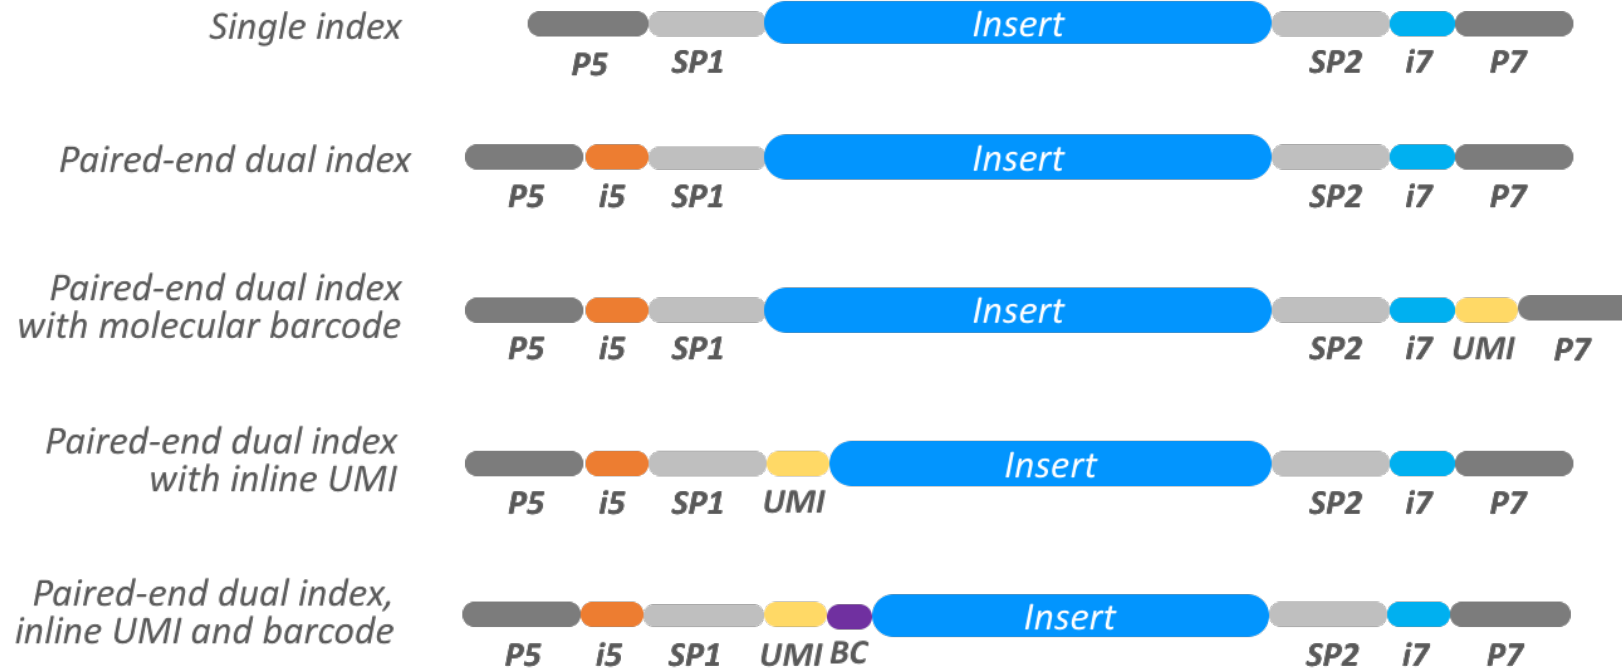 Single index
Insert
P5 SP1 SP2 i7 P7
Paired-end dual index
Insert
P5 i5 SP1 SP2 i7 P7
Paired-end dual index
with molecular barcode
Insert
P5 i5 SP1 SP2 i7 UMI P7
Paired-end dual index
with inline UMI
Insert
P5 i5 SP1 UMI SP2 i7 P7
Paired-end dual index,
inline UMI and barcode
Insert
P5 i5 SP1 UMI BC SP2 i7 P7